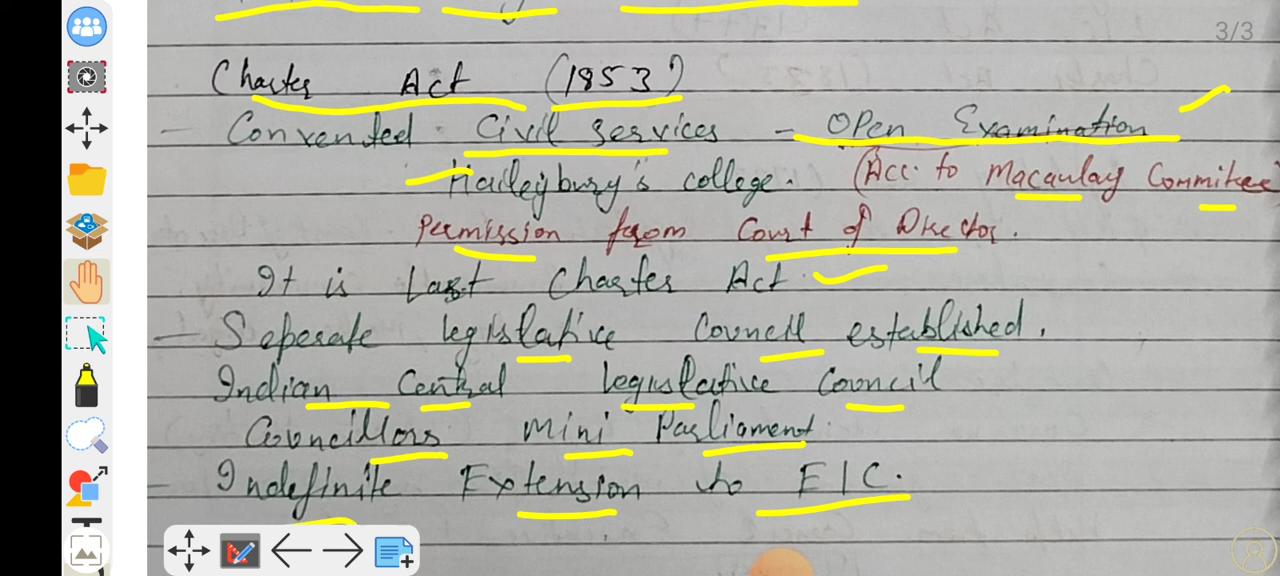 3/3
Charter Act (1853)
- Convented Civil Services - Open Examination
Haileybury's college. (Acc. to Macaulay Commitee
Permission from Court of Director.
It is Last Charter Act
- Seperate legislative Council established.
Indian Central legislative Council
Councillors Mini Parliament
- Indefinite Extension to EIC.